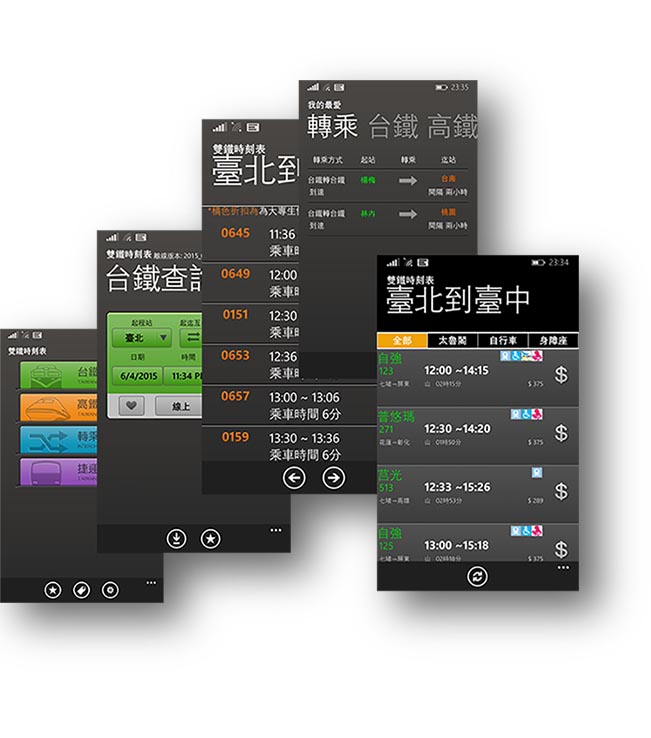 雙鐵時刻表
台鐵
高鐵
轉乘
捷運
雙鐵時刻表 離線版本: 2015_
台鐵查詢
起程站
起迄互
臺北
日期
時間
6/4/2015
11:34 PM
線上
雙鐵時刻表
臺北到
*橘色折扣為為大專生
0645
11:36
乘車時
0649
12:00
乘車時
0151
12:30
乘車時
0653
12:36
乘車時
0657
13:00 ~ 13:06
乘車時間 6分
0159
13:30 ~ 13:36
乘車時間 6分
23:35
我的最愛
轉乘 台鐵 高鐵
轉乘方式 起站 轉乘 迄站
台鐵轉台鐵 楊梅 台南
到達 間隔 兩小時
台鐵轉台鐵 林內 桃園
到達 間隔 兩小時
23:34
雙鐵時刻表
臺北到臺中
全部 太魯閣 自行車 身障座
自強
123
12:00 ~14:15
七堵→屏東 山 02時15分 $ 375
$
普悠瑪
271
12:30 ~14:20
花蓮→彰化 山 01時50分 $ 375
$
莒光
513
12:33 ~15:26
七堵→高雄 山 02時53分 $ 289
$
自強
125
13:00 ~15:18
七堵→屏東 山 02時18分 $ 375
$